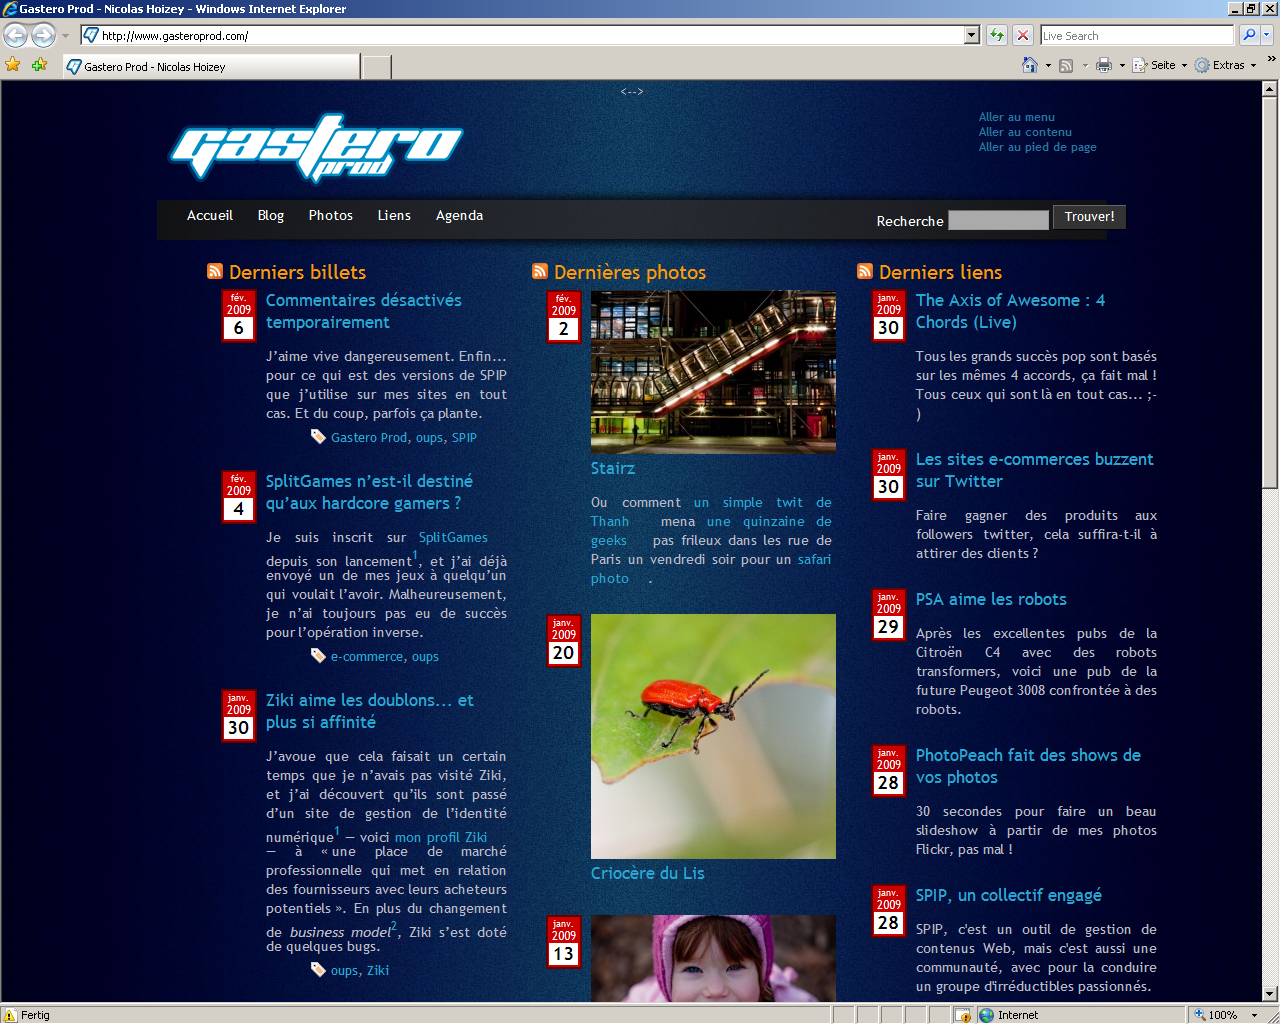 Gastero Prod - Nicolas Hoizey - Windows Internet Explorer
http://www.gasteroprod.com/
Live Search
Gastero Prod - Nicolas Hoizey
Seite
Extras
<-->
gastero
prod
Aller au menu
Aller au contenu
Aller au pied de page
Accueil
Blog
Photos
Liens
Agenda
Recherche
Trouver!
Derniers billets
fév.
2009
6
Commentaires désactivés
temporairement
J’aime vive dangereusement. Enfin...
pour ce qui est des versions de SPIP
que j’utilise sur mes sites en tout
cas. Et du coup, parfois ça plante.
Gastero Prod, oups, SPIP
fév.
2009
4
SplitGames n’est-il destiné
qu’aux hardcore gamers ?
Je suis inscrit sur SplitGames
depuis son lancement1, et j’ai déjà
envoyé un de mes jeux à quelqu’un
qui voulait l’avoir. Malheureusement,
je n’ai toujours pas eu de succès
pour l’opération inverse.
e-commerce, oups
janv.
2009
30
Ziki aime les doublons... et
plus si affinité
J’avoue que cela faisait un certain
temps que je n’avais pas visité Ziki,
et j’ai découvert qu’ils sont passé
d’un site de gestion de l’identité
numérique1 — voici mon profil Ziki
— à « une place de marché
professionnelle qui met en relation
des fournisseurs avec leurs acheteurs
potentiels ». En plus du changement
de business model2, Ziki s’est doté
de quelques bugs.
oups, Ziki
Dernières photos
fév.
2009
2
Stairz
Ou comment un simple twit de
Thanh mena une quinzaine de
geeks pas frileux dans les rue de
Paris un vendredi soir pour un safari
photo .
janv.
2009
20
Criocère du Lis
janv.
2009
13
Derniers liens
janv.
2009
30
The Axis of Awesome : 4
Chords (Live)
Tous les grands succès pop sont basés
sur les mêmes 4 accords, ça fait mal !
Tous ceux qui sont là en tout cas... ;-
)
janv.
2009
30
Les sites e-commerces buzzent
sur Twitter
Faire gagner des produits aux
followers twitter, cela suffira-t-il à
attirer des clients ?
janv.
2009
29
PSA aime les robots
Après les excellentes pubs de la
Citroën C4 avec des robots
transformers, voici une pub de la
future Peugeot 3008 confrontée à des
robots.
janv.
2009
28
PhotoPeach fait des shows de
vos photos
30 secondes pour faire un beau
slideshow à partir de mes photos
Flickr, pas mal !
janv.
2009
28
SPIP, un collectif engagé
SPIP, c'est un outil de gestion de
contenus Web, mais c'est aussi une
communauté, avec pour la conduire
un groupe d'irréductibles passionnés.
Fertig
Internet
100%